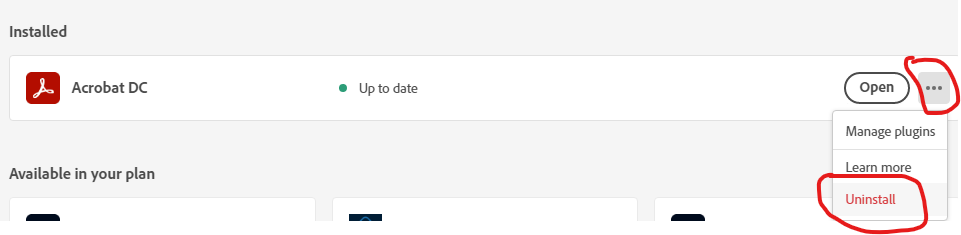 Installed
Acrobat DC
Up to date
Open
Manage plugins
Learn more
Uninstall
Available in your plan